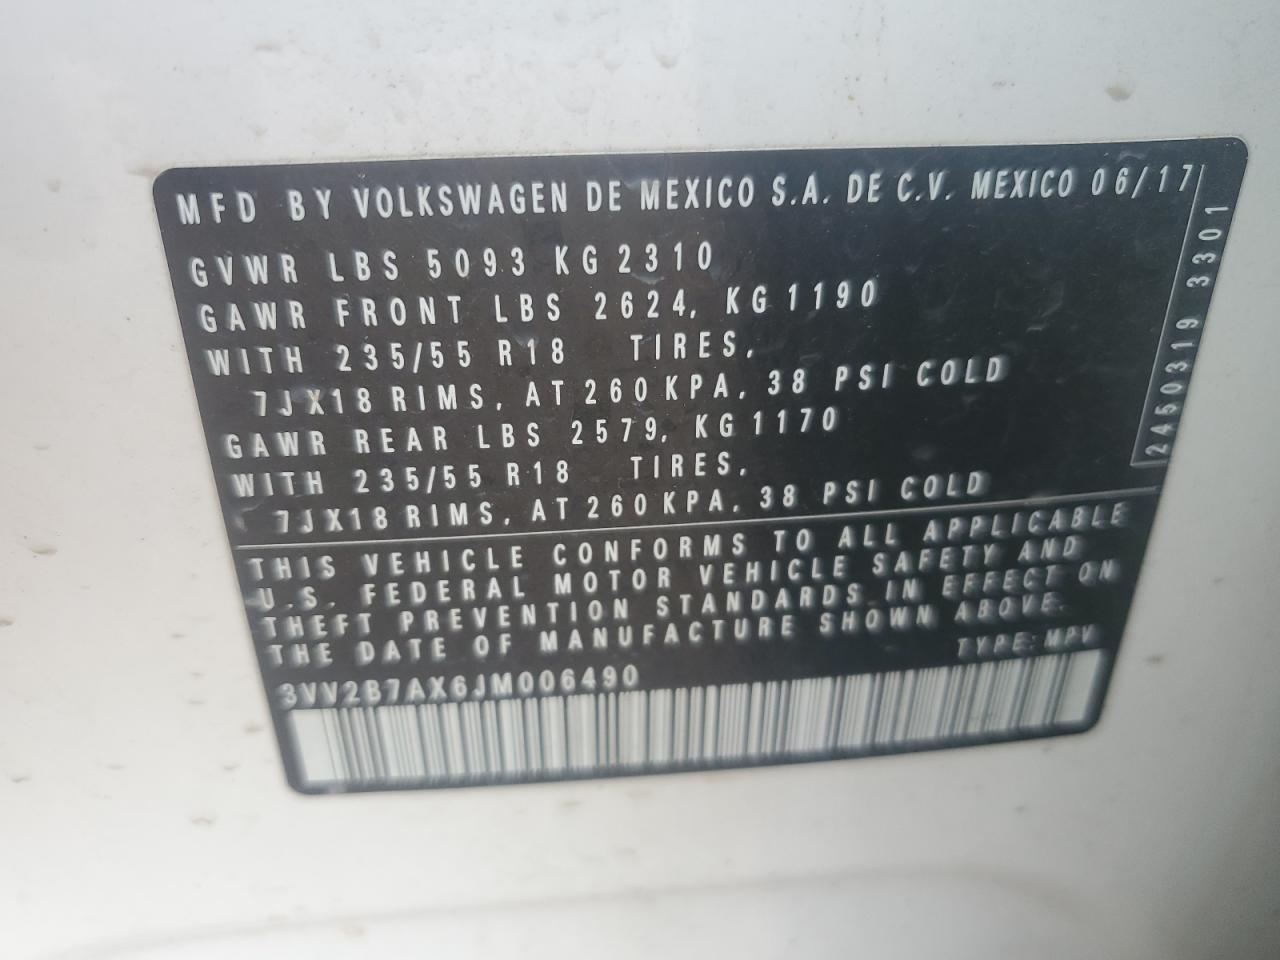 MFD BY VOLKSWAGEN DE MEXICO S.A. DE C.V. MEXICO 06/17
GVWR LBS 5093 KG 2310
GAWR FRONT LBS 2624, KG 1190
WITH 235/55 R18 TIRES,
7JX18 RIMS, AT 260 KPA, 38 PSI COLD
GAWR REAR LBS 2579, KG 1170
WITH 235/55 R18 TIRES,
7JX18 RIMS, AT 260 KPA, 38 PSI COLD
2450319 3301
THIS VEHICLE CONFORMS TO ALL APPLICABLE
U.S. FEDERAL MOTOR VEHICLE SAFETY AND
THEFT PREVENTION STANDARDS IN EFFECT ON
THE DATE OF MANUFACTURE SHOWN ABOVE.
TYPE: MPV
3VV2B7AX6JM006490